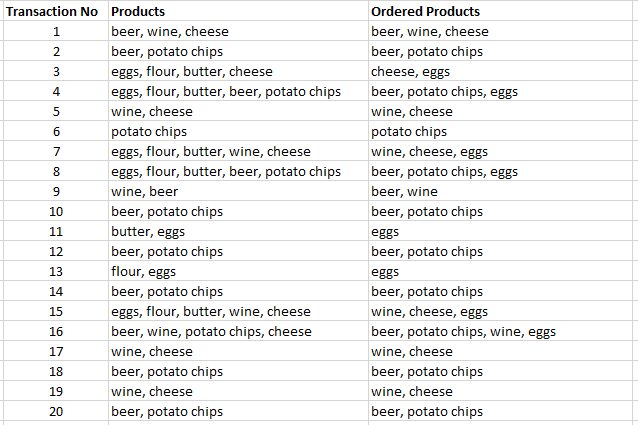 Transaction No Products Ordered Products
1 beer, wine, cheese beer, wine, cheese
2 beer, potato chips beer, potato chips
3 eggs, flour, butter, cheese cheese, eggs
4 eggs, flour, butter, beer, potato chips beer, potato chips, eggs
5 wine, cheese wine, cheese
6 potato chips potato chips
7 eggs, flour, butter, wine, cheese wine, cheese, eggs
8 eggs, flour, butter, beer, potato chips beer, potato chips, eggs
9 wine, beer beer, wine
10 beer, potato chips beer, potato chips
11 butter, eggs eggs
12 beer, potato chips beer, potato chips
13 flour, eggs eggs
14 beer, potato chips beer, potato chips
15 eggs, flour, butter, wine, cheese wine, cheese, eggs
16 beer, wine, potato chips, cheese beer, potato chips, wine, eggs
17 wine, cheese wine, cheese
18 beer, potato chips beer, potato chips
19 wine, cheese wine, cheese
20 beer, potato chips beer, potato chips